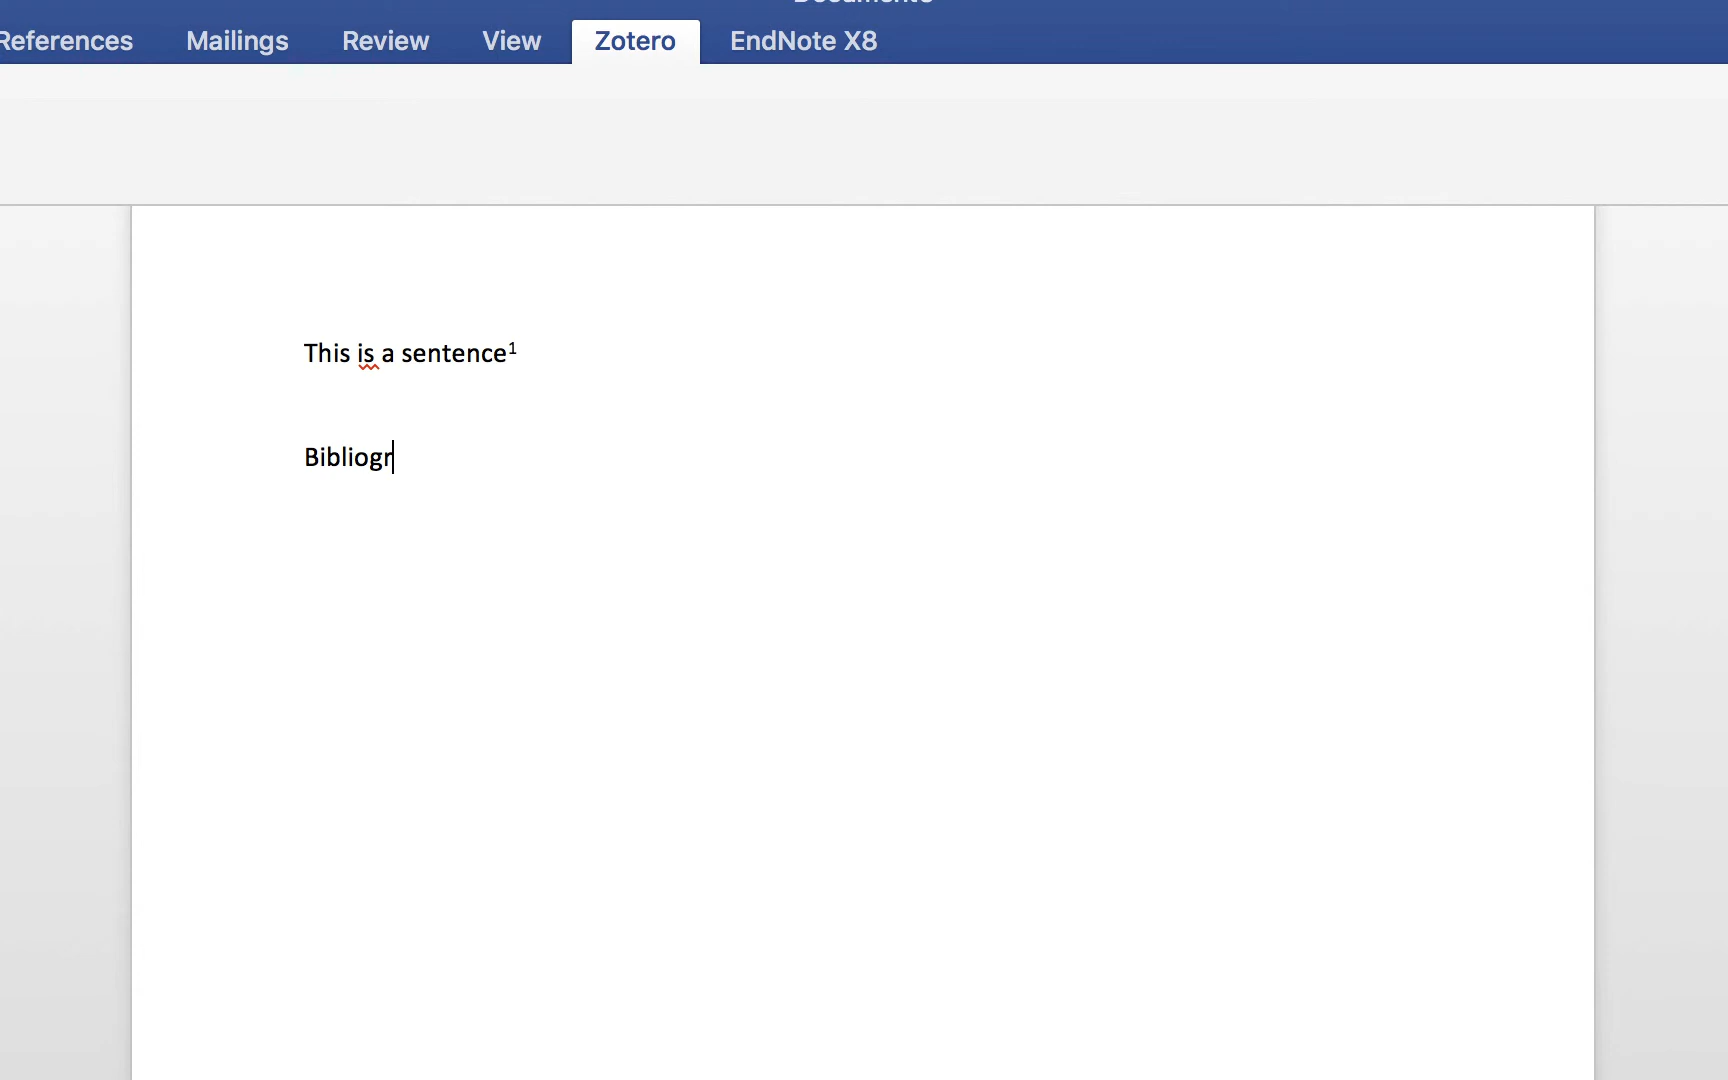 References Mailings Review View Zotero EndNote X8
This is a sentence1
Bibliogr